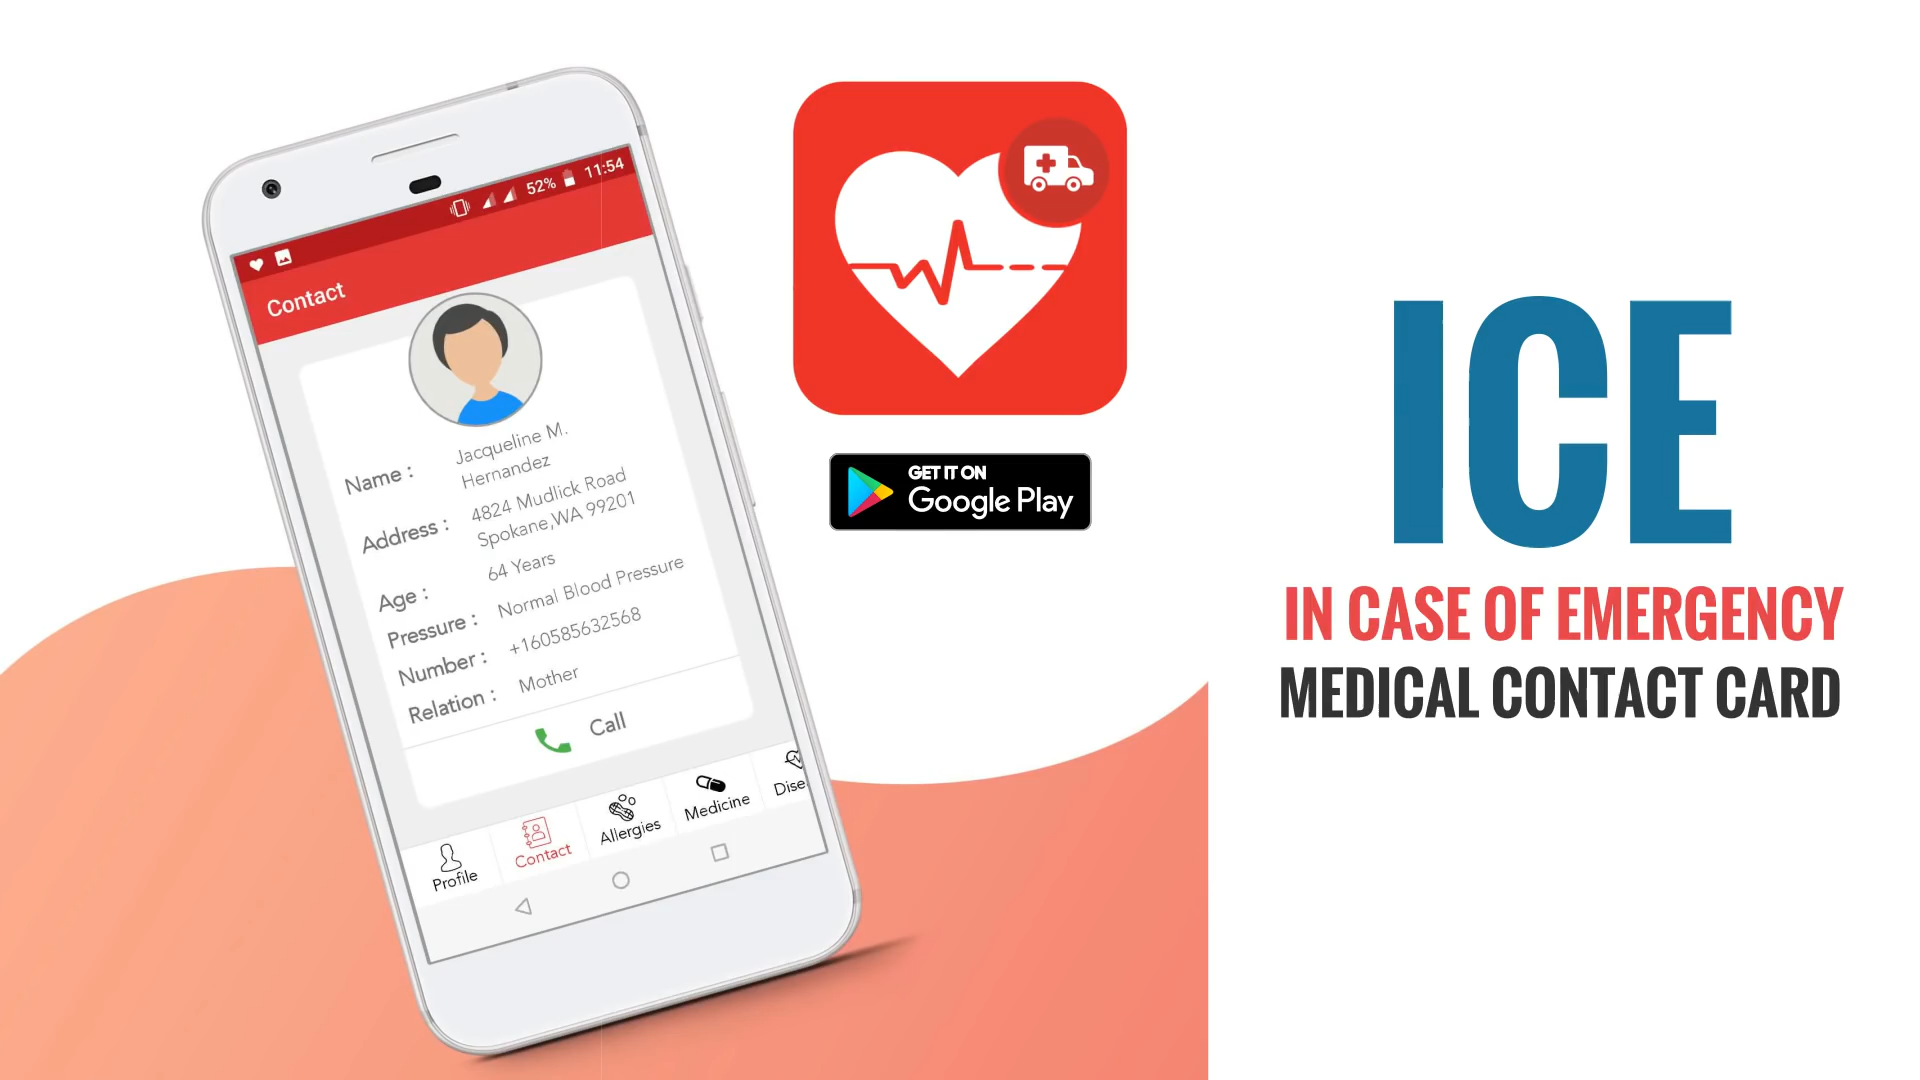 52% 11:54
Contact
Name : Jacqueline M.
Hernandez
Address : 4824 Mudlick Road
Spokane,WA 99201
Age : 64 Years
Pressure : Normal Blood Pressure
Number : +160585632568
Relation : Mother
Call
Profile
Contact
Allergies
Medicine
Dise
GET IT ON
Google Play
ICE
IN CASE OF EMERGENCY
MEDICAL CONTACT CARD